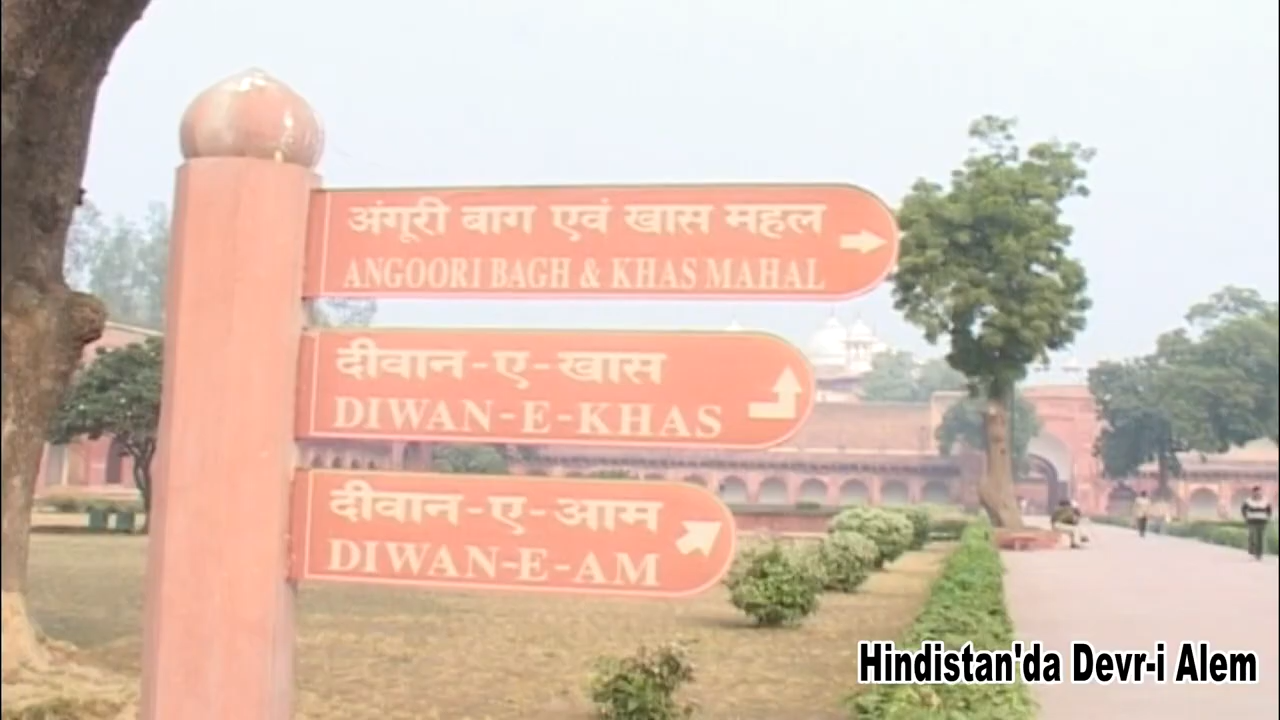 अंगूरी बाग एवं खास महल
ANGOORI BAGH & KHAS MAHAL
दीवान-ए-खास
DIWAN-E-KHAS
दीवान-ए-आम
DIWAN-E-AM
Hindistan'da Devr-i Alem